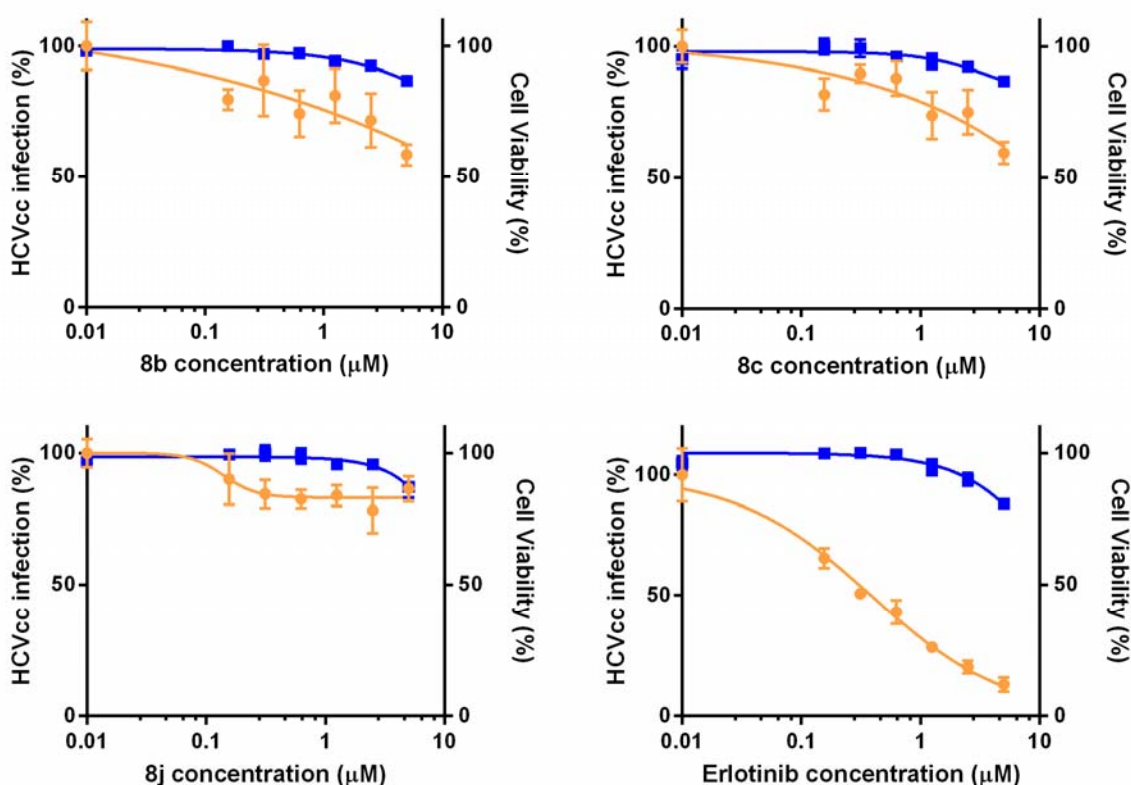 HCVcc infection (%)
100
50
0
0.01 0.1 1 10
8b concentration (μM)
100
50
0
Cell Viability
(%)
HCVcc infection (%)
100
50
0
0.01 0.1 1 10
8c concentration (μM)
100
50
0
Cell Viability
(%)
HCVcc infection (%)
100
50
0
0.01 0.1 1 10
8j concentration (μM)
100
50
0
Cell Viability
(%)
HCVcc infection (%)
100
50
0
0.01 0.1 1 10
Erlotinib concentration (μM)
100
50
0
Cell Viability
(%)